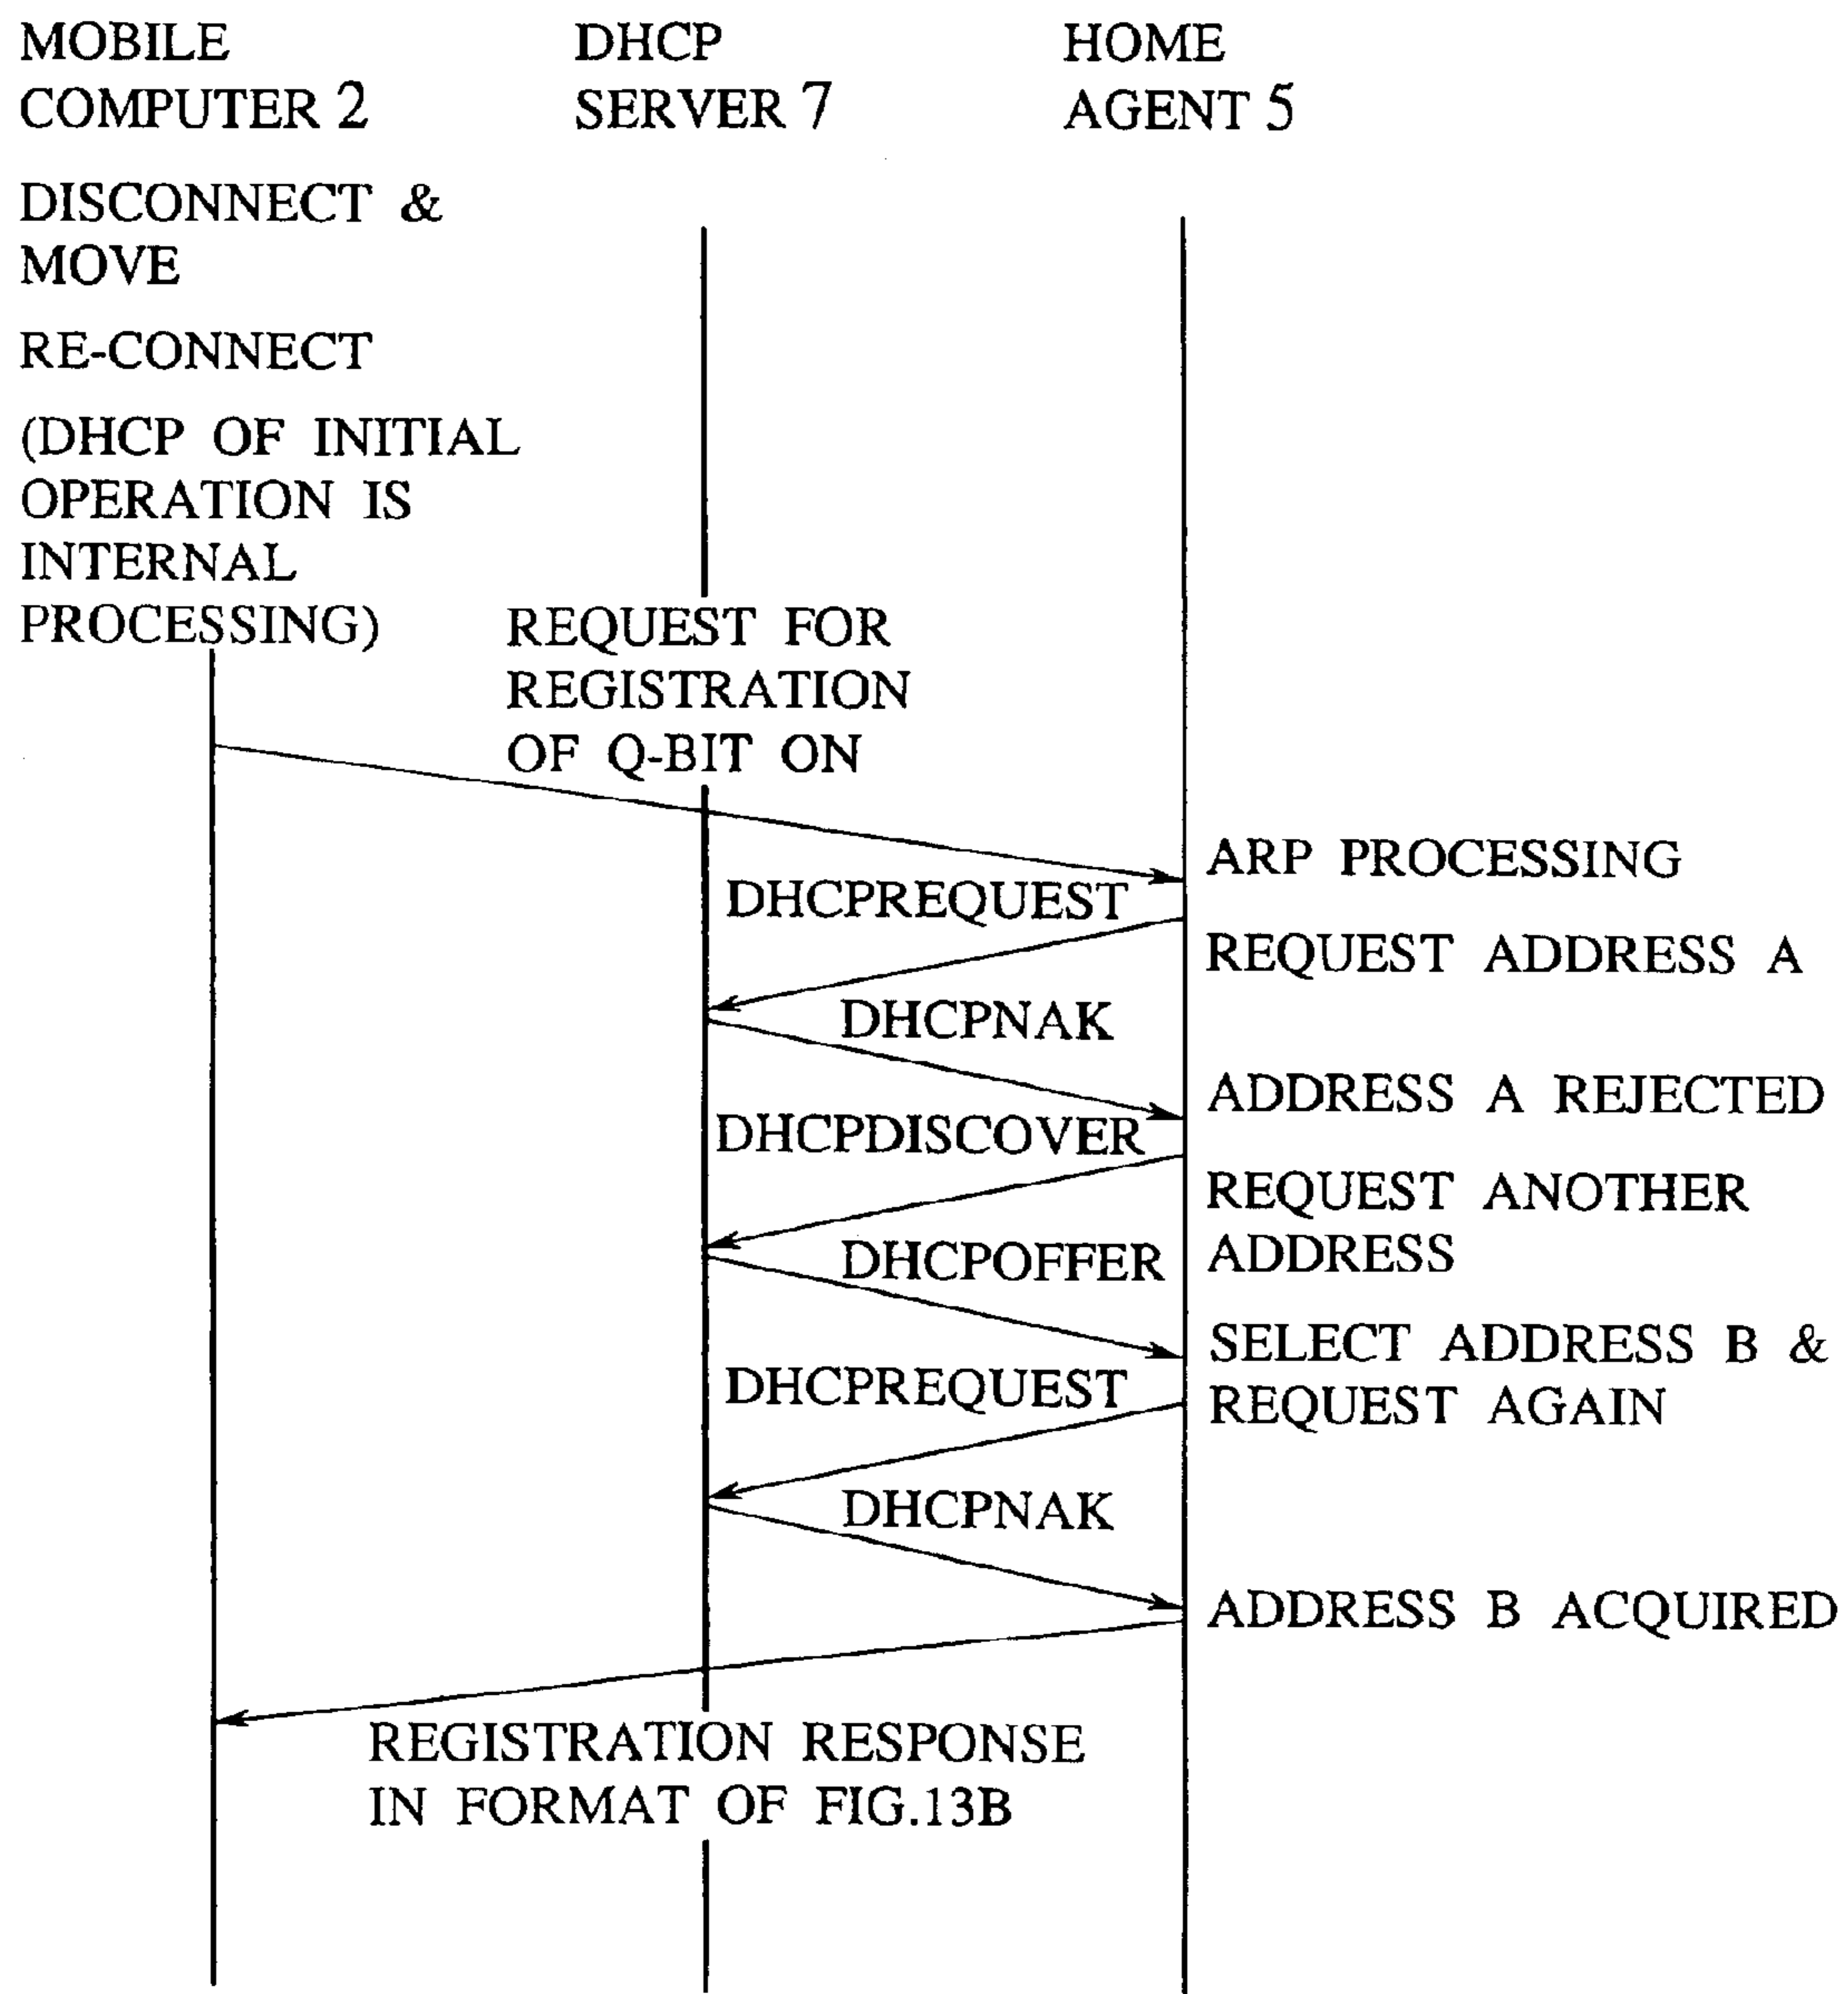 MOBILE
COMPUTER 2
DHCP
SERVER 7
HOME
AGENT 5
DISCONNECT &
MOVE
RE-CONNECT
(DHCP OF INITIAL
OPERATION IS
INTERNAL
PROCESSING)
REQUEST FOR
REGISTRATION
OF Q-BIT ON
ARP PROCESSING
DHCPREQUEST
REQUEST ADDRESS A
DHCPNAK
ADDRESS A REJECTED
DHCPDISCOVER
REQUEST ANOTHER
ADDRESS
DHCPOFFER
SELECT ADDRESS B &
REQUEST AGAIN
DHCPREQUEST
DHCPNAK
ADDRESS B ACQUIRED
REGISTRATION RESPONSE
IN FORMAT OF FIG.13B